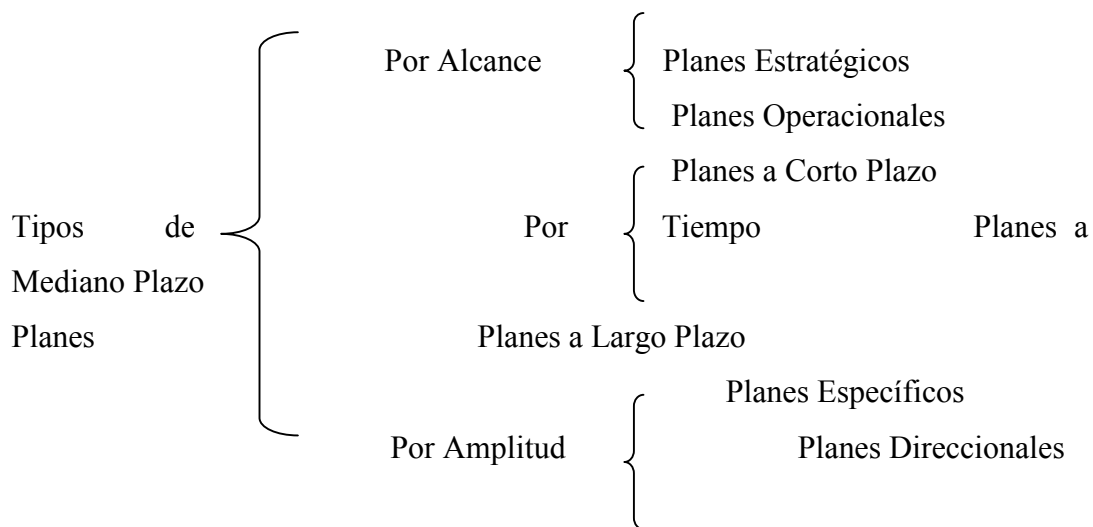 Por Alcance Planes Estratégicos
Planes Operacionales
Planes a Corto Plazo
Tipos de Por Tiempo Planes a
Mediano Plazo
Planes Planes a Largo Plazo
Planes Específicos
Por Amplitud Planes Direccionales